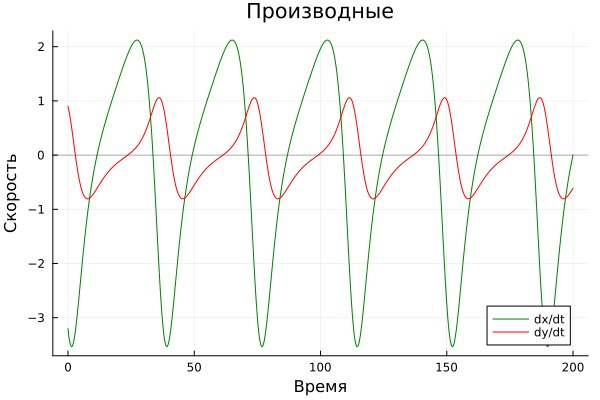 Производные
Скорость
2
1
0
−1
−2
−3
0
50
100
150
200
Время
dx/dt
dy/dt